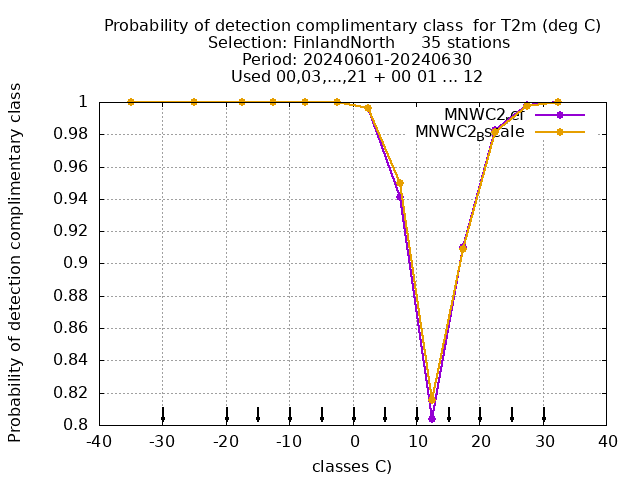 Probability of detection complimentary class  for T2m (deg C)
Selection: FinlandNorth     35 stations
Period: 20240601-20240630
Used 00,03,...,21 + 00 01 ... 12
Probability of detection complimentary class
1
0.98
0.96
0.94
0.92
0.9
0.88
0.86
0.84
0.82
0.8
MNWC2
MNWC2_Bscale
-40 -30 -20 -10 0 10 20 30 40
classes C)